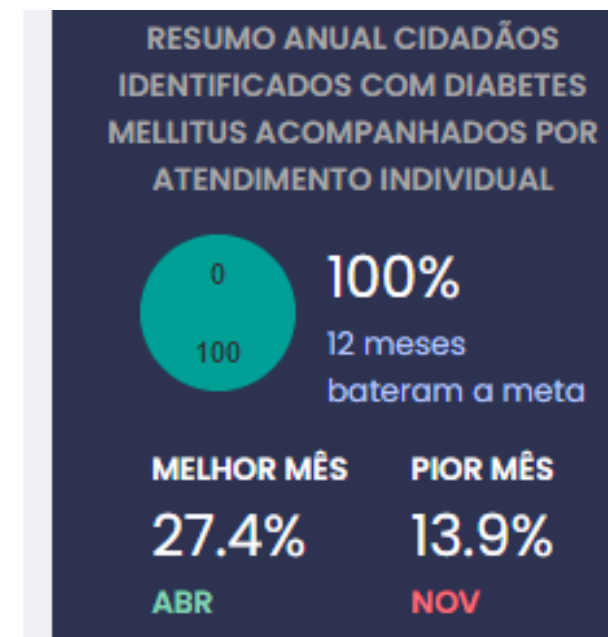 RESUMO ANUAL CIDADÃOS
IDENTIFICADOS COM DIABETES
MELLITUS ACOMPANHADOS POR
ATENDIMENTO INDIVIDUAL
0
100
100%
12 meses
bateram a meta
MELHOR MÊS
27.4%
ABR
PIOR MÊS
13.9%
NOV